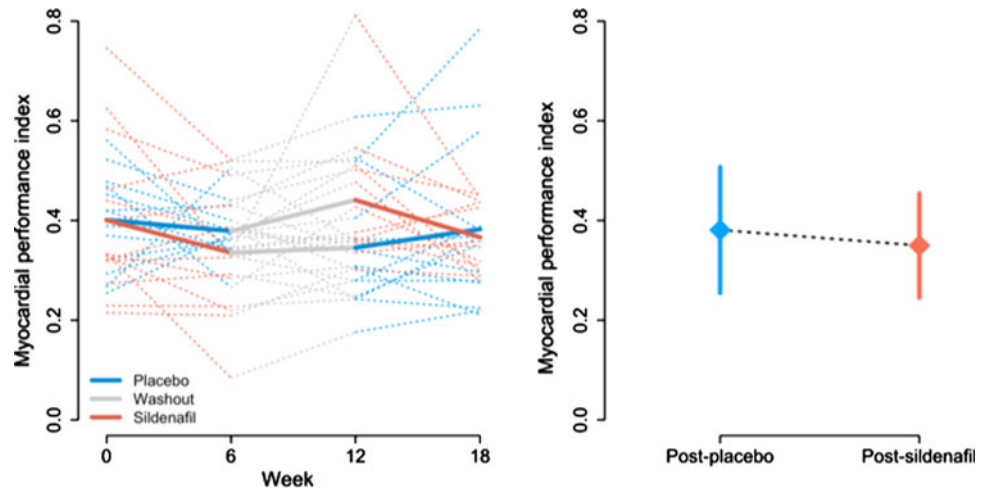 Myocardial performance index
0.8
0.6
0.4
0.2
0.0
Placebo
Washout
Sildenafil
0 6 12 18
Week
Myocardial performance index
0.8
0.6
0.4
0.2
0.0
Post-placebo Post-sildenafil